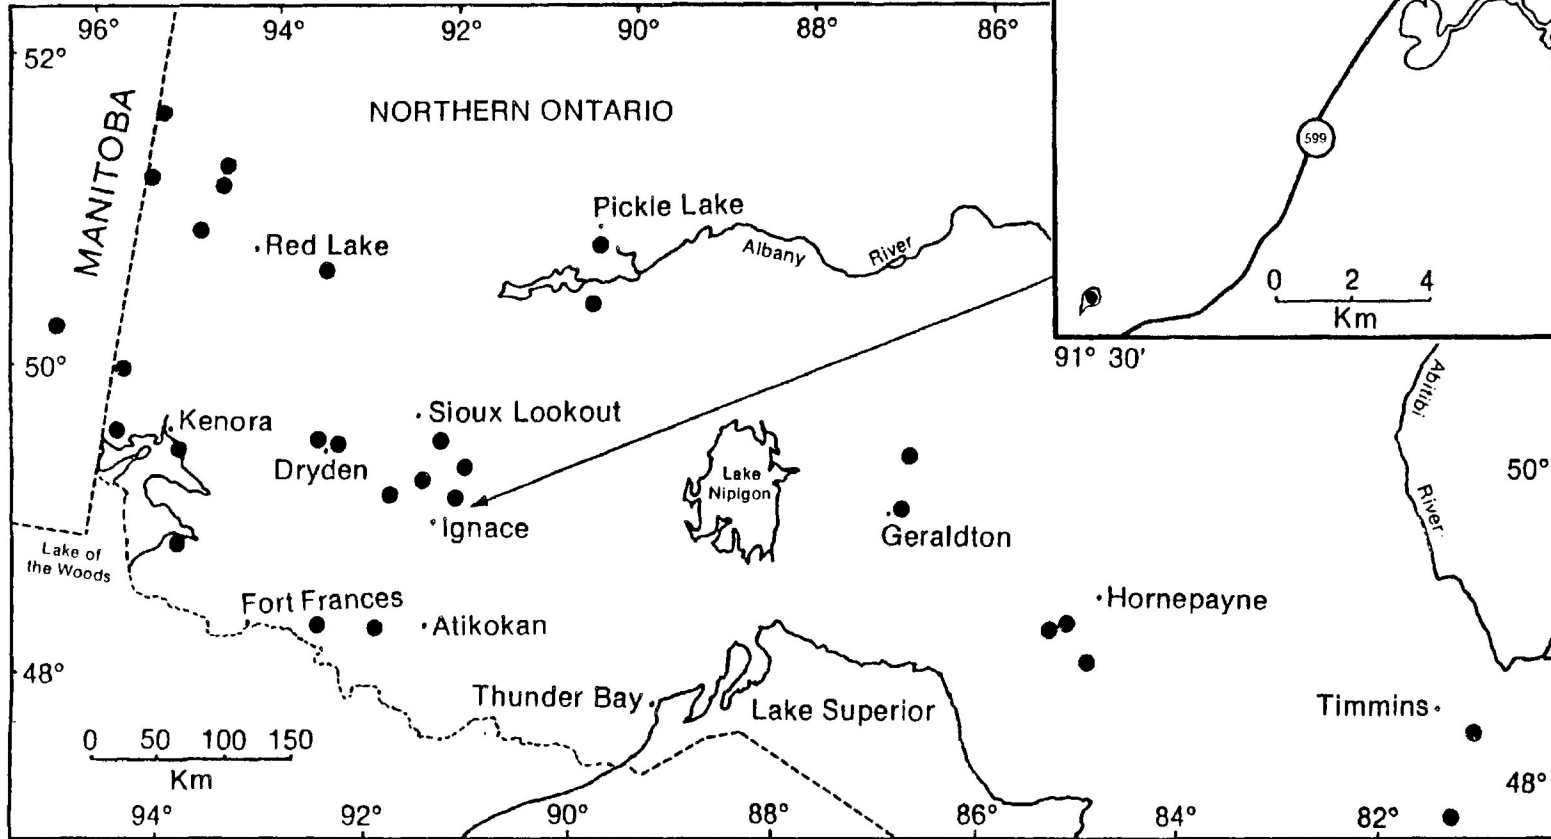 96° 94° 92° 90° 88° 86°
52°
MANITOBA
NORTHERN ONTARIO
599
Pickle Lake
Red Lake
Albany River
0 2 4
Km
91° 30'
50°
Abitibi River
Kenora
Sioux Lookout
Dryden
Lake
Nipigon
50°
Ignace
Geraldton
Lake of
the Woods
Fort Frances
Atikokan
Hornepayne
48°
Thunder Bay
Lake Superior
Timmins
0 50 100 150
Km
48°
94° 92° 90° 88° 86° 84° 82°